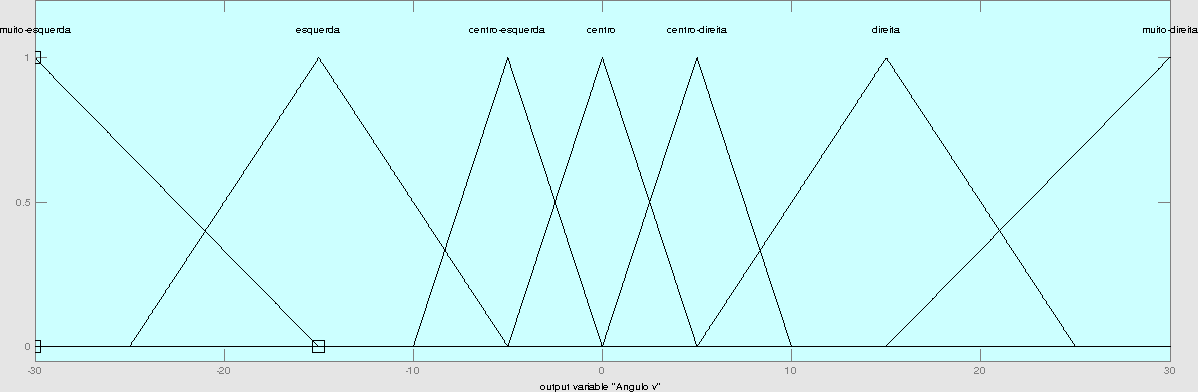 muito-esquerda esquerda centro-esquerda centro centro-direita direita muito-direita
1
0.5
0
-30 -20 -10 0 10 20 30
output variable "Angulo v"